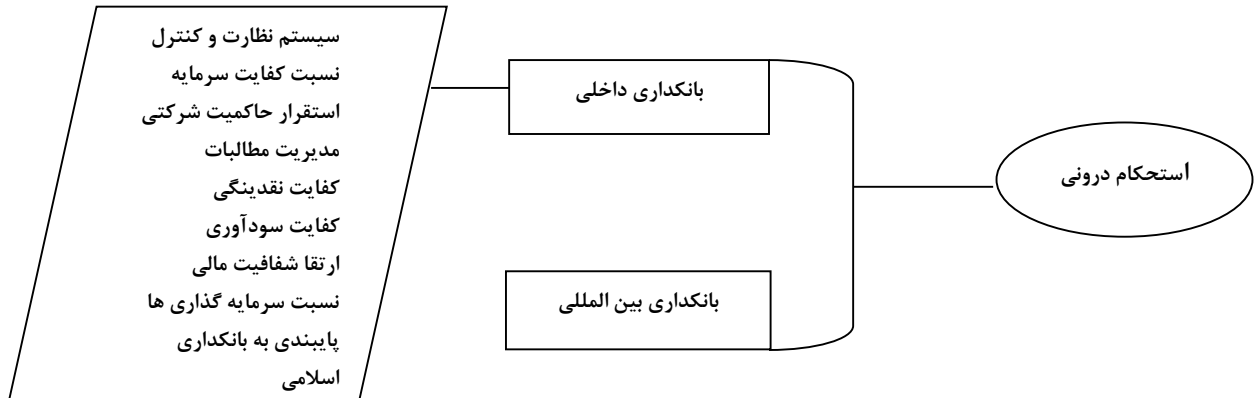 سیستم نظارت و کنترل
نسبت کفایت سرمایه
استقرار حاکمیت شرکتی
مدیریت مطالبات
کفایت نقدینگی
کفایت سودآوری
ارتقا شفافیت مالی
نسبت سرمایه گذاری ها
پایبندی به بانکداری
اسلامی
بانکداری داخلی
بانکداری بین المللی
استحکام درونی